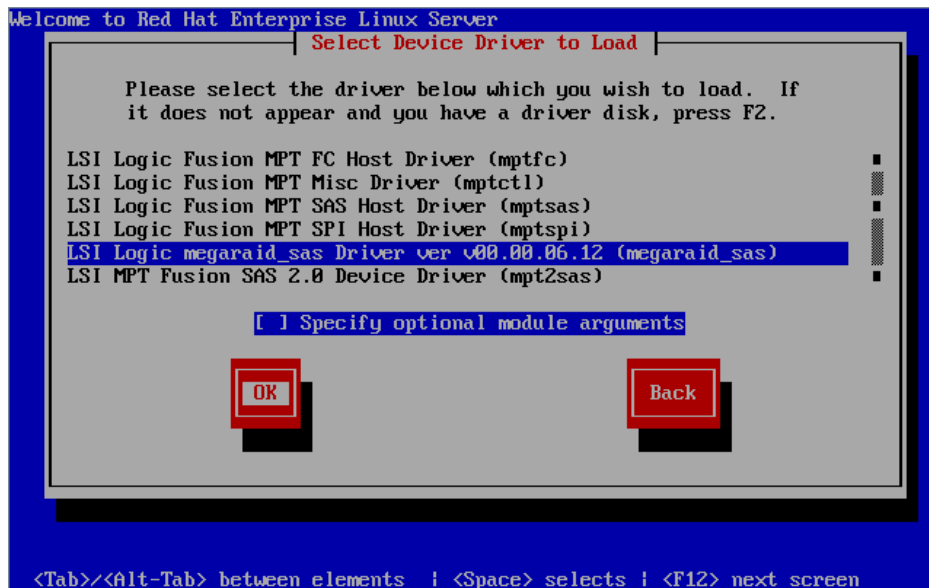 Welcome to Red Hat Enterprise Linux Server
Select Device Driver to Load
Please select the driver below which you wish to load. If
it does not appear and you have a driver disk, press F2.
LSI Logic Fusion MPT FC Host Driver (mptfc)
LSI Logic Fusion MPT Misc Driver (mptctl)
LSI Logic Fusion MPT SAS Host Driver (mptsas)
LSI Logic Fusion MPT SPI Host Driver (mptspi)
LSI Logic megaraid_sas Driver ver v00.00.06.12 (megaraid_sas)
LSI MPT Fusion SAS 2.0 Device Driver (mpt2sas)
[ ] Specify optional module arguments
OK Back
<Tab>/<Alt-Tab> between elements | <Space> selects | <F12> next screen